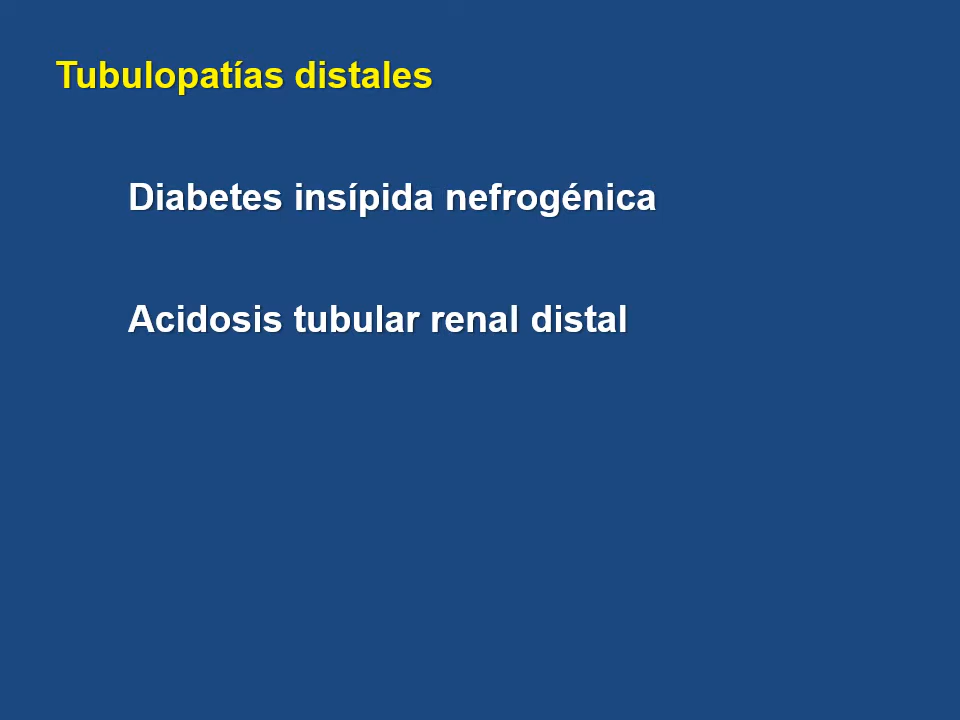 Tubulopatías distales
Diabetes insípida nefrogénica
Acidosis tubular renal distal